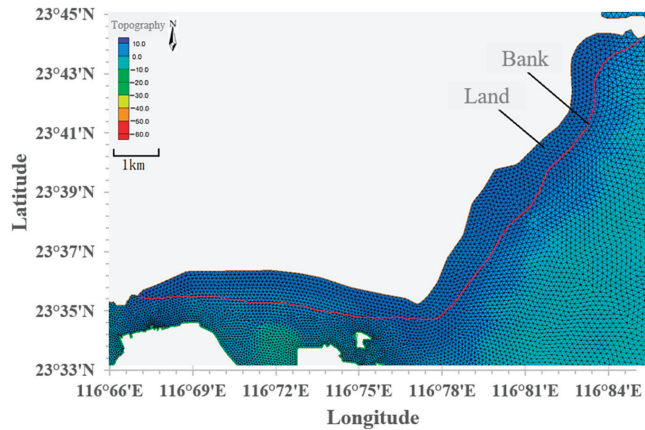 23°45'N
23°43'N
23°41'N
23°39'N
23°37'N
23°35'N
23°33'N
Latitude
Topography
N
10.0
0.0
-10.0
-20.0
-30.0
-40.0
-50.0
-60.0
1km
Bank
Land
116°66'E 116°69'E 116°72'E 116°75'E 116°78'E 116°81'E 116°84'E
Longitude